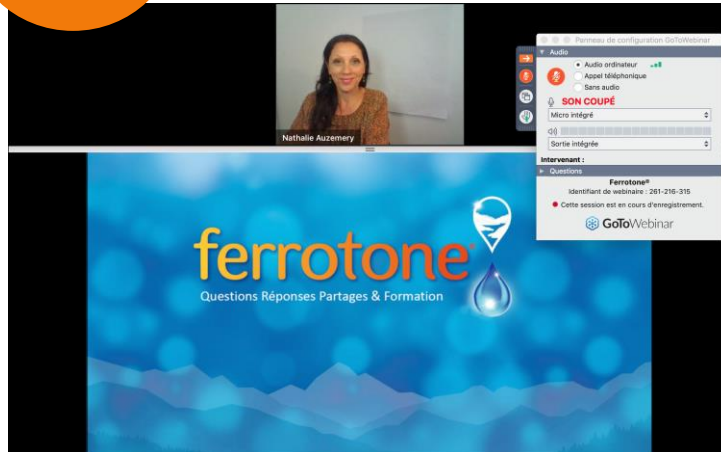 Nathalie Auzemery
Panneau de configuration GoToWebinar
Audio
Audio ordinateur
Appel téléphonique
Sans audio
SON COUPÉ
Micro intégré
Sortie intégrée
Intervenant :
Questions
Ferrotone®
Identifiant de webinaire : 261-216-315
Cette session est en cours d'enregistrement.
GoToWebinar
ferrotone®
Questions Réponses Partages & Formation